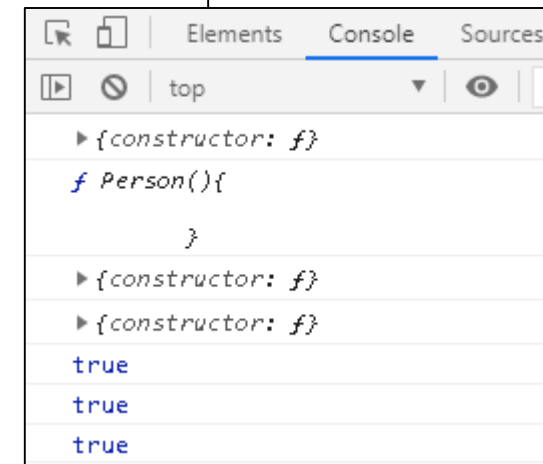 Elements Console Sources
top
{constructor: ƒ}
ƒ Person(){
}
{constructor: ƒ}
{constructor: ƒ}
true
true
true